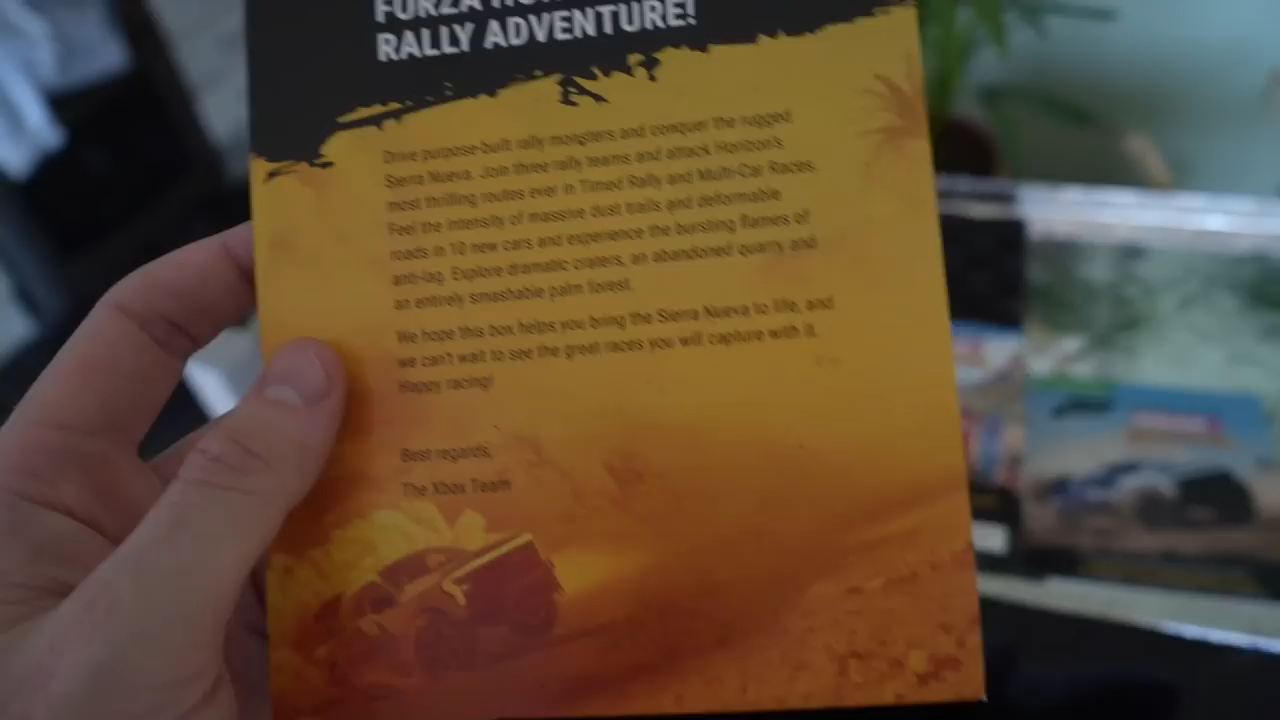 FORZA HO
RALLY ADVENTURE!
Drive purpose-built rally monsters and conquer the rugged
Sierra Nueva. Join three rally teams and attack Horizon's
most thrilling routes ever in Timed Rally and Multi-Car Races.
Feel the intensity of massive dust trails and deformable
roads in 10 new cars and experience the bursting flames of
anti-lag. Explore dramatic craters, an abandoned quarry and
an entirely smashable palm forest.
We hope this box helps you bring the Sierra Nueva to life, and
we can't wait to see the great races you will capture with it.
Happy racing!
Best regards,
The Xbox Team